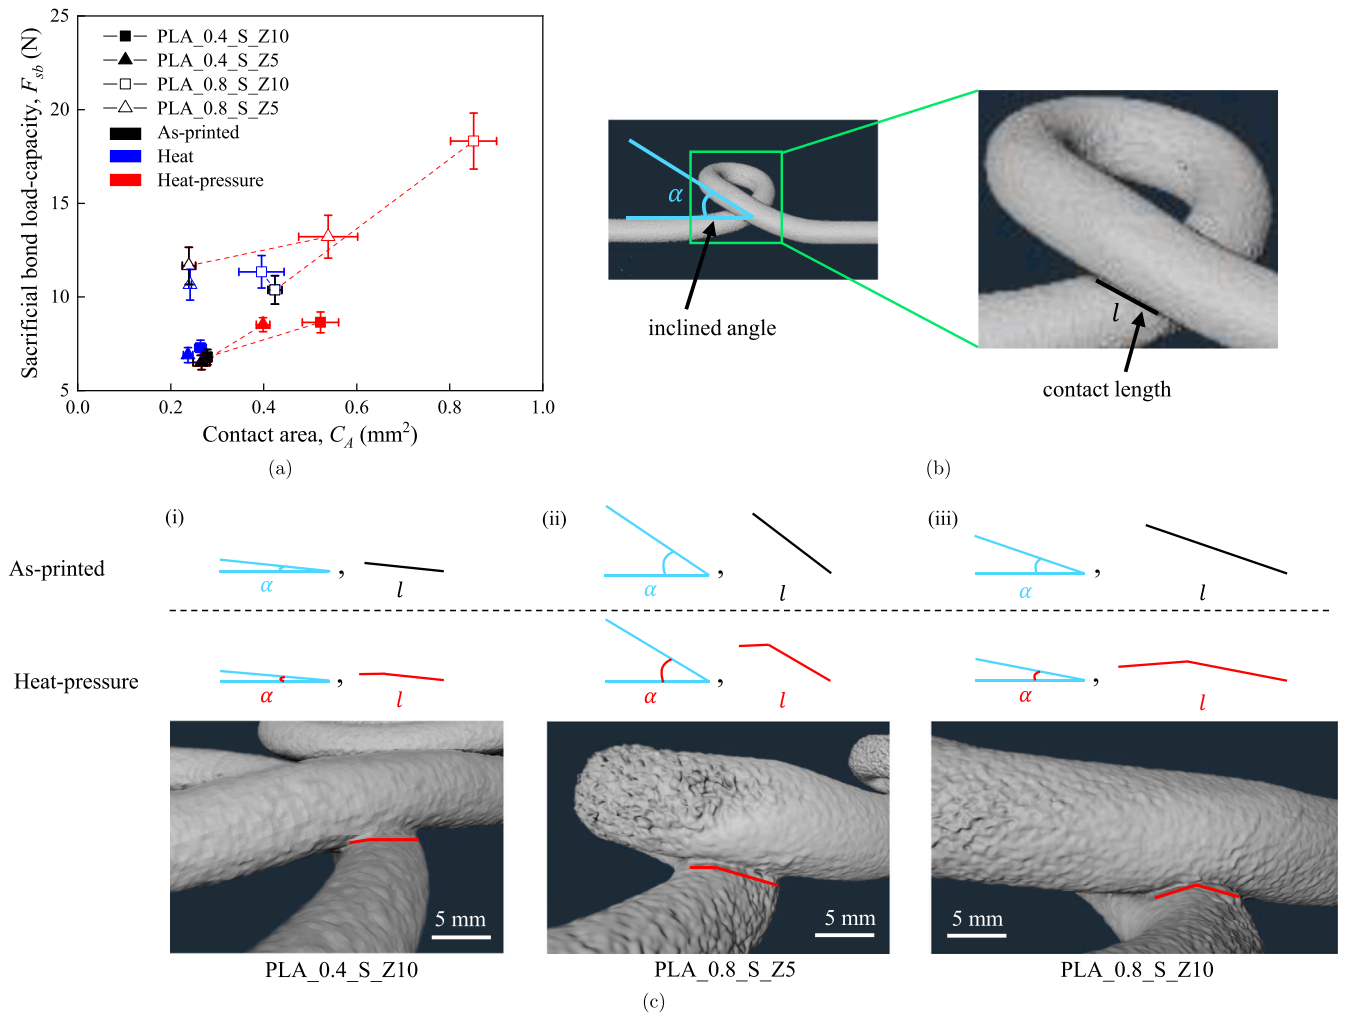 25
20
15
10
5
Sacrificial bond load-capacity, F_sb (N)
PLA_0.4_S_Z10
PLA_0.4_S_Z5
PLA_0.8_S_Z10
PLA_0.8_S_Z5
As-printed
Heat
Heat-pressure
0.0 0.2 0.4 0.6 0.8 1.0
Contact area, C_A (mm²)
(a)
α
inclined angle
l
contact length
(b)
(i) (ii) (iii)
As-printed
α , l α , l α , l
Heat-pressure
α , l α , l α , l
5 mm 5 mm 5 mm
PLA_0.4_S_Z10 PLA_0.8_S_Z5 PLA_0.8_S_Z10
(c)